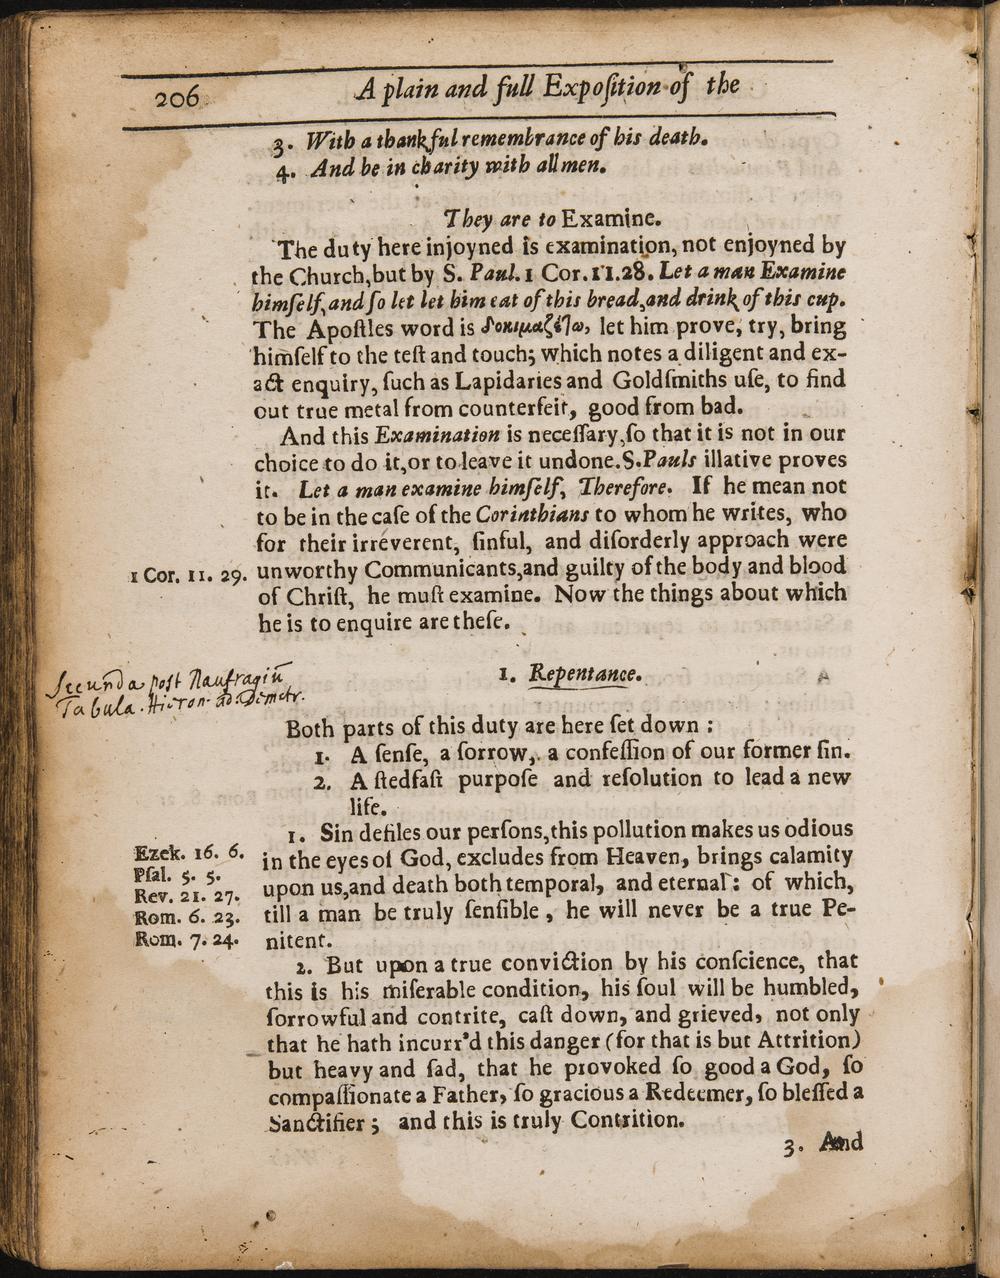 206
A plain and full Expoſition of the
3. With a thankful remembrance of his death.
4. And be in charity with all men.
They are to Examine.
The duty here injoyned is examination, not enjoyned by
the Church, but by S. Paul. 1 Cor. 11. 28. Let a man Examine
himſelf, and ſo let let him eat of this bread, and drink of this cup.
The Apoſtles word is δοκιμαζέτω, let him prove, try, bring
himſelf to the teſt and touch; which notes a diligent and ex-
act enquiry, ſuch as Lapidaries and Goldſmiths uſe, to find
out true metal from counterfeit, good from bad.
And this Examination is neceſſary, ſo that it is not in our
choice to do it, or to leave it undone. S. Pauls illative proves
it. Let a man examine himſelf, Therefore. If he mean not
to be in the caſe of the Corinthians to whom he writes, who
for their irréverent, ſinful, and diſorderly approach were
1 Cor. 11. 29. unworthy Communicants, and guilty of the body and blood
of Chriſt, he muſt examine. Now the things about which
he is to enquire are theſe.
1. Repentance.
Secunda post Naufragiū
Tabula. Hieron. ad Demetr.
Both parts of this duty are here ſet down :
1. A ſenſe, a ſorrow, a confeſſion of our former ſin.
2. A ſtedfaſt purpoſe and reſolution to lead a new
life.
1. Sin defiles our perſons, this pollution makes us odious
Ezek. 16. 6. in the eyes of God, excludes from Heaven, brings calamity
Pſal. 5. 5.
Rev. 21. 27. upon us, and death both temporal, and eternal: of which,
Rom. 6. 23. till a man be truly ſenſible, he will never be a true Pe-
Rom. 7. 24. nitent.
2. But upon a true conviction by his conſcience, that
this is his miſerable condition, his ſoul will be humbled,
ſorrowful and contrite, caſt down, and grieved, not only
that he hath incurr'd this danger (for that is but Attrition)
but heavy and ſad, that he provoked ſo good a God, ſo
compaſſionate a Father, ſo gracious a Redeemer, ſo bleſſed a
Sanctifier; and this is truly Contrition.
3. And